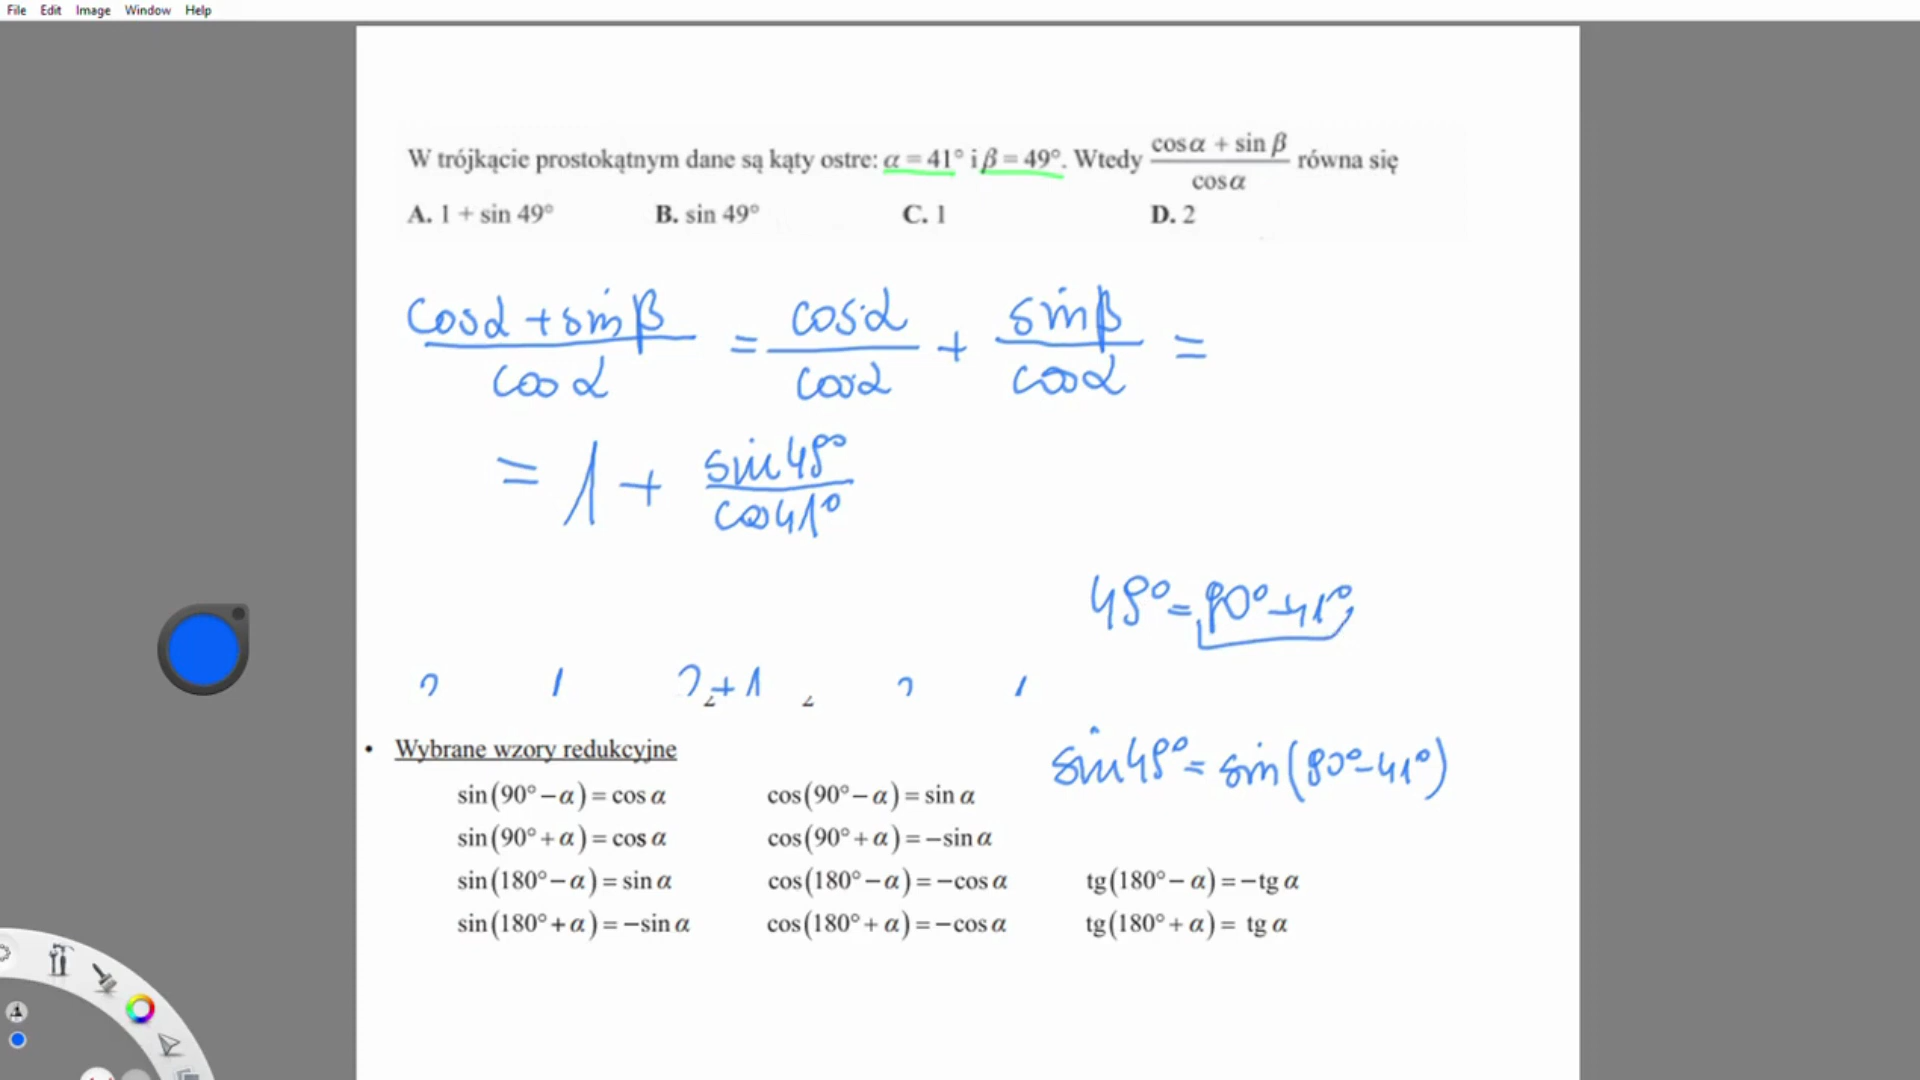 File Edit Image Window Help
W trójkącie prostokątnym dane są kąty ostre: α = 41° i β = 49°. Wtedy (cos α + sin β)/(cos α) równa się
A. 1 + sin 49° B. sin 49° C. 1 D. 2
(cosα + sinβ)/(cosα) = cosα/cosα + sinβ/cosα =
= 1 + sin49°/cos41°
49° = 90° - 41°
• Wybrane wzory redukcyjne
sin49° = sin(90° - 41°)
sin(90° − α) = cos α cos(90° − α) = sin α
sin(90° + α) = cos α cos(90° + α) = −sin α
sin(180° − α) = sin α cos(180° − α) = −cos α tg(180° − α) = −tg α
sin(180° + α) = −sin α cos(180° + α) = −cos α tg(180° + α) = tg α